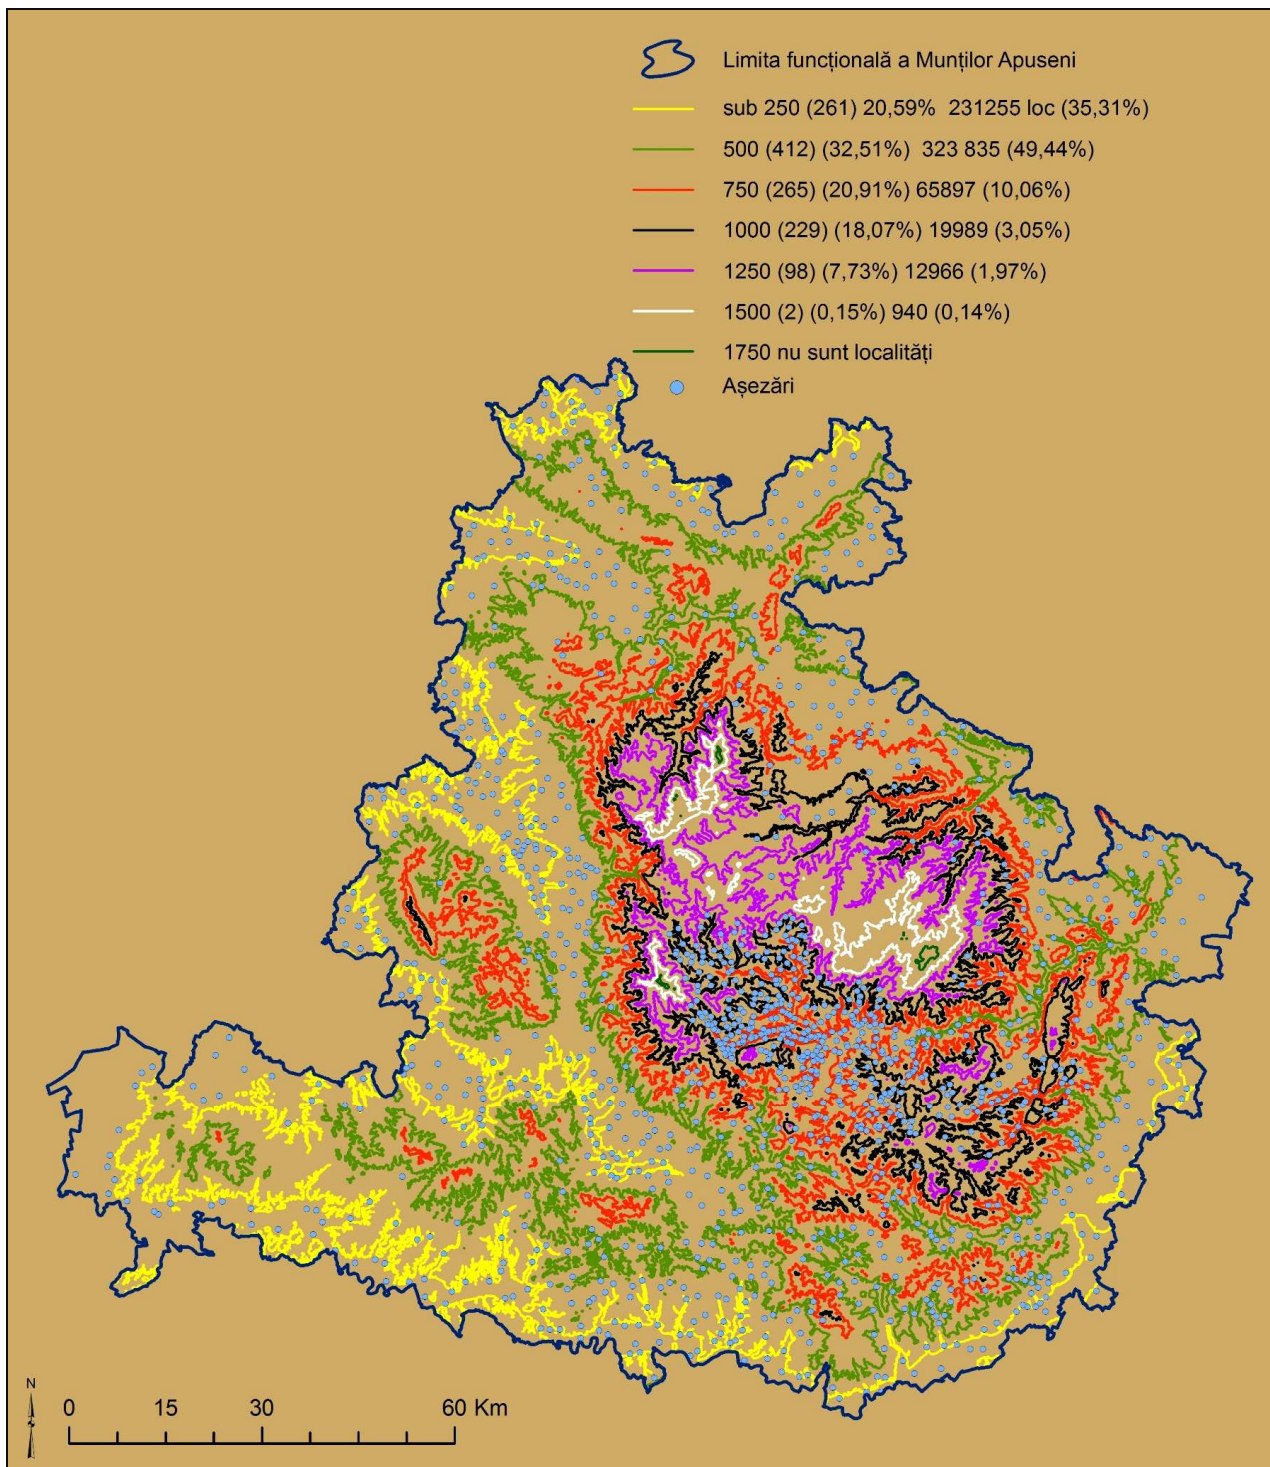 Limita funcțională a Munților Apuseni
sub 250 (261) 20,59% 231255 loc (35,31%)
500 (412) (32,51%) 323 835 (49,44%)
750 (265) (20,91%) 65897 (10,06%)
1000 (229) (18,07%) 19989 (3,05%)
1250 (98) (7,73%) 12966 (1,97%)
1500 (2) (0,15%) 940 (0,14%)
1750 nu sunt localități
Așezări
N
0 15 30 60 Km